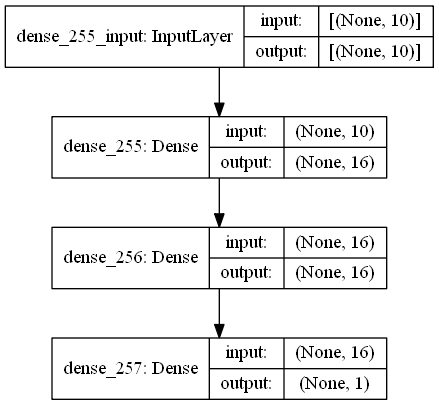 dense_255_input: InputLayer
input: [(None, 10)]
output: [(None, 10)]
dense_255: Dense
input: (None, 10)
output: (None, 16)
dense_256: Dense
input: (None, 16)
output: (None, 16)
dense_257: Dense
input: (None, 16)
output: (None, 1)